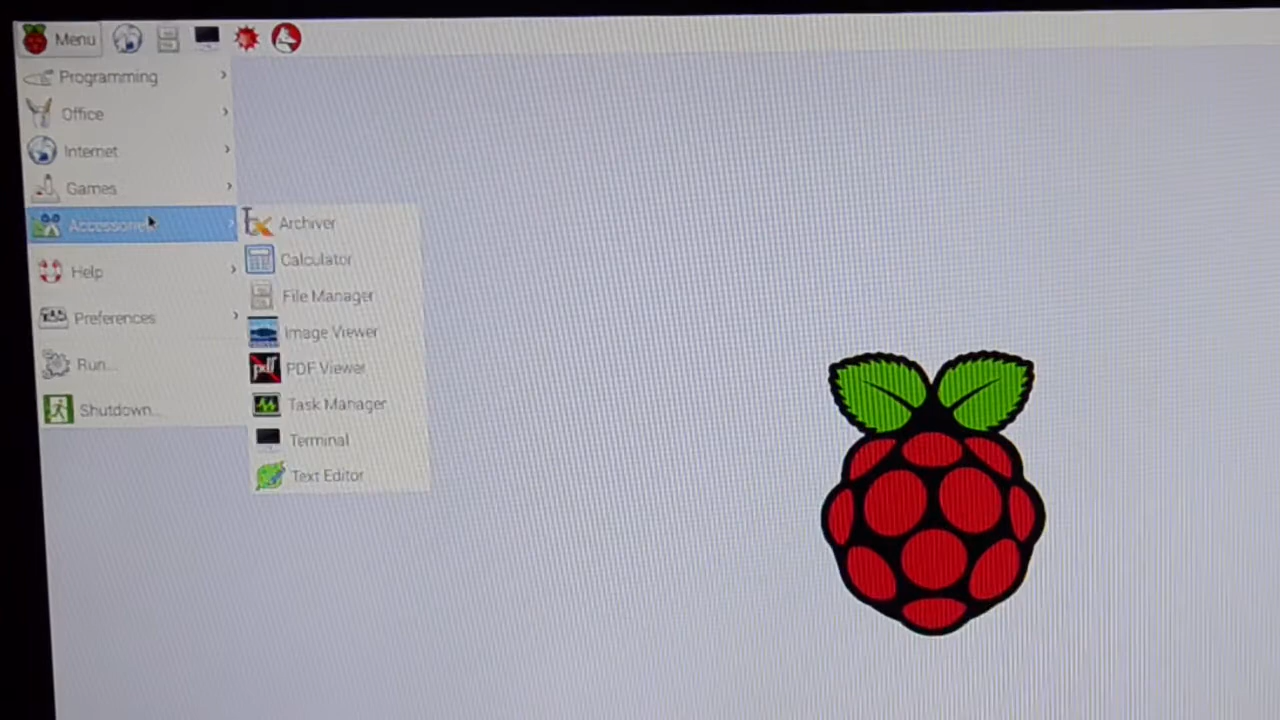 Menu
Programming
Office
Internet
Games
Accessories
Help
Preferences
Run...
Shutdown...
Archiver
Calculator
File Manager
Image Viewer
pdf
PDF Viewer
Task Manager
Terminal
Text Editor